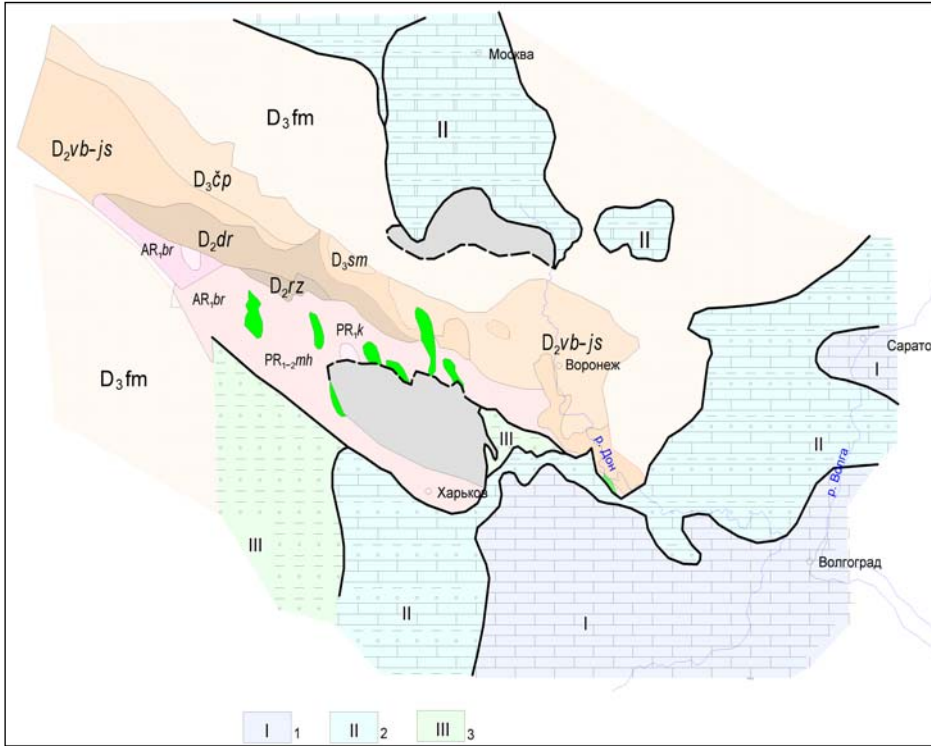 Москва
II
D₃fm
D₂vb-js
D₃čp
II
D₂dr
AR₁br
D₃sm
D₂rz
AR₁br
PR₁k
D₂vb-js
Сарато
PR₁₋₂mh
Воронеж
I
D₃fm
III
р. Дон
II
р. Волга
Харьков
III
Волгоград
II
I
I 1 II 2 III 3